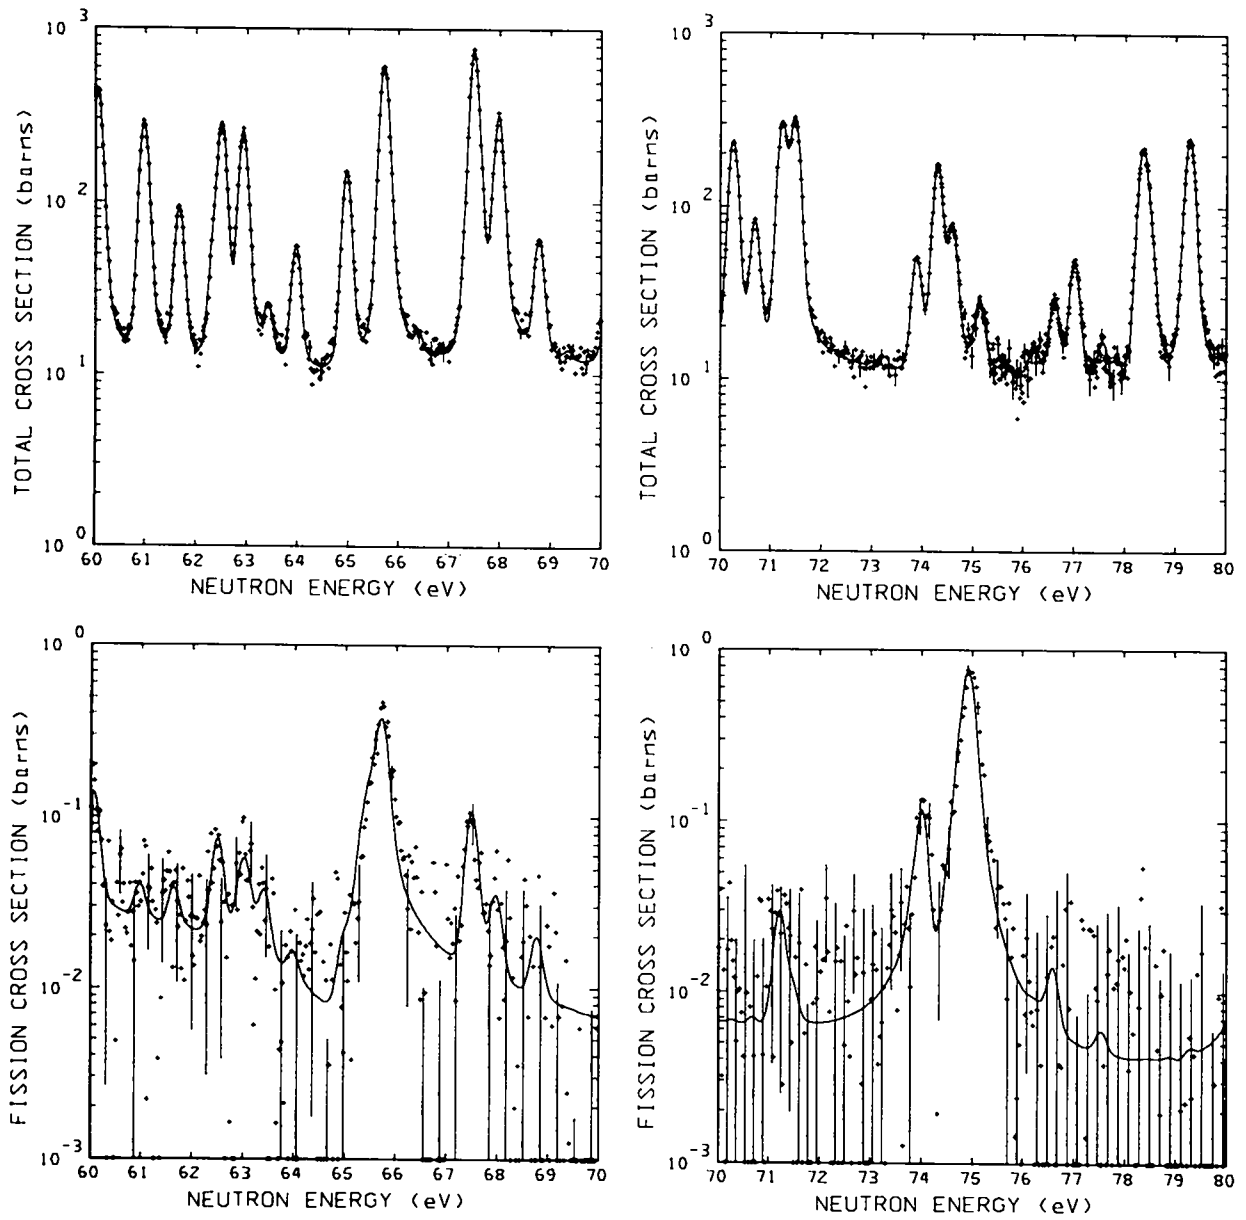 10 3
10 2
10 1
10 0
TOTAL CROSS SECTION (barns)
60 61 62 63 64 65 66 67 68 69 70
NEUTRON ENERGY (eV)
10 3
10 2
10 1
10 0
TOTAL CROSS SECTION (barns)
70 71 72 73 74 75 76 77 78 79 80
NEUTRON ENERGY (eV)
10 0
10 -1
10 -2
10 -3
FISSION CROSS SECTION (barns)
60 61 62 63 64 65 66 67 68 69 70
NEUTRON ENERGY (eV)
10 0
10 -1
10 -2
10 -3
FISSION CROSS SECTION (barns)
70 71 72 73 74 75 76 77 78 79 80
NEUTRON ENERGY (eV)